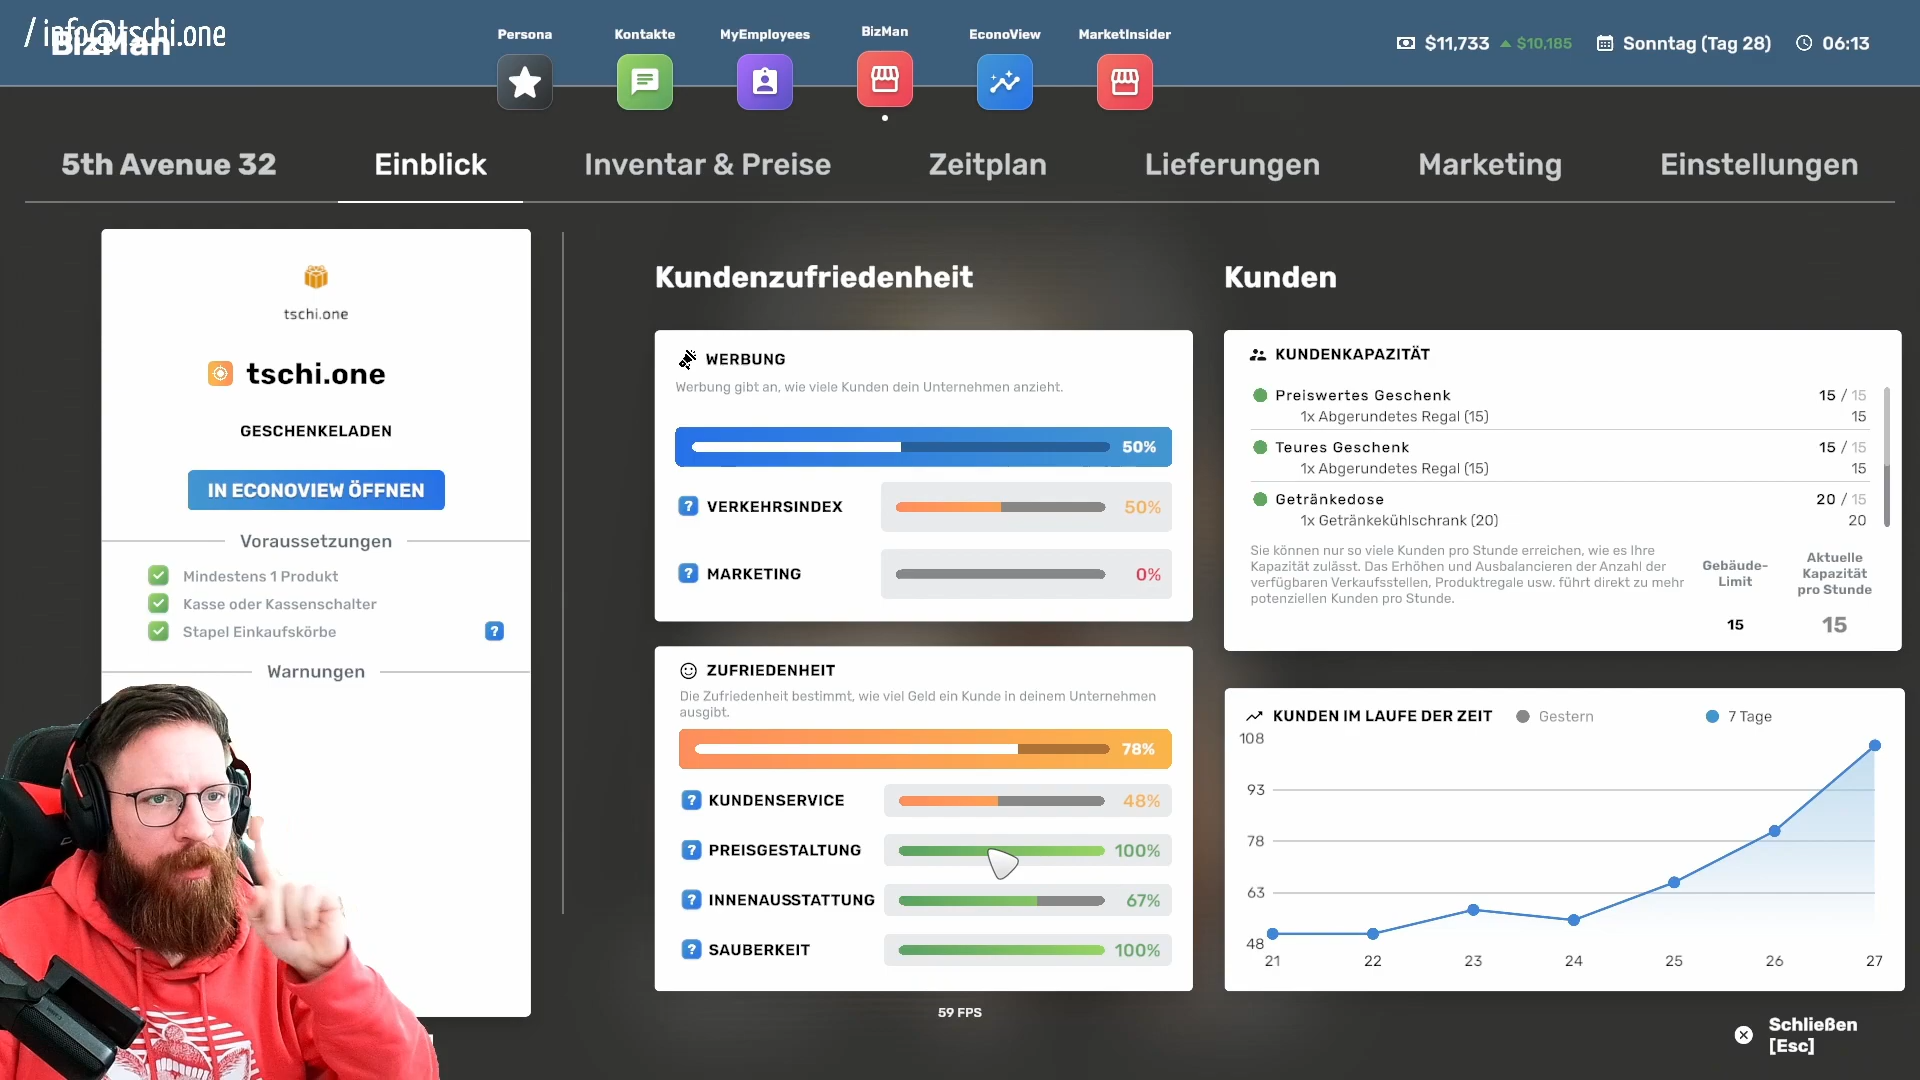 / info@tschi.one
BizMan
Persona
Kontakte
MyEmployees
BizMan
EconoView
MarketInsider
$11,733 $10,185 Sonntag (Tag 28) 06:13
5th Avenue 32 Einblick Inventar & Preise Zeitplan Lieferungen Marketing Einstellungen
tschi.one
tschi.one
GESCHENKELADEN
IN ECONOVIEW ÖFFNEN
Voraussetzungen
Mindestens 1 Produkt
Kasse oder Kassenschalter
Stapel Einkaufskörbe ?
Warnungen
Kundenzufriedenheit
WERBUNG
Werbung gibt an, wie viele Kunden dein Unternehmen anzieht.
50%
? VERKEHRSINDEX 50%
? MARKETING 0%
ZUFRIEDENHEIT
Die Zufriedenheit bestimmt, wie viel Geld ein Kunde in deinem Unternehmen
ausgibt.
78%
? KUNDENSERVICE 48%
? PREISGESTALTUNG 100%
? INNENAUSSTATTUNG 67%
? SAUBERKEIT 100%
Kunden
KUNDENKAPAZITÄT
Preiswertes Geschenk 15 / 15
1x Abgerundetes Regal (15) 15
Teures Geschenk 15 / 15
1x Abgerundetes Regal (15) 15
Getränkedose 20 / 15
1x Getränkekühlschrank (20) 20
Sie können nur so viele Kunden pro Stunde erreichen, wie es Ihre
Kapazität zulässt. Das Erhöhen und Ausbalancieren der Anzahl der
verfügbaren Verkaufsstellen, Produktregale usw. führt direkt zu mehr
potenziellen Kunden pro Stunde.
Gebäude-
Limit
15
Aktuelle
Kapazität
pro Stunde
15
KUNDEN IM LAUFE DER ZEIT Gestern 7 Tage
108
93
78
63
48
21 22 23 24 25 26 27
59 FPS
Schließen
[Esc]